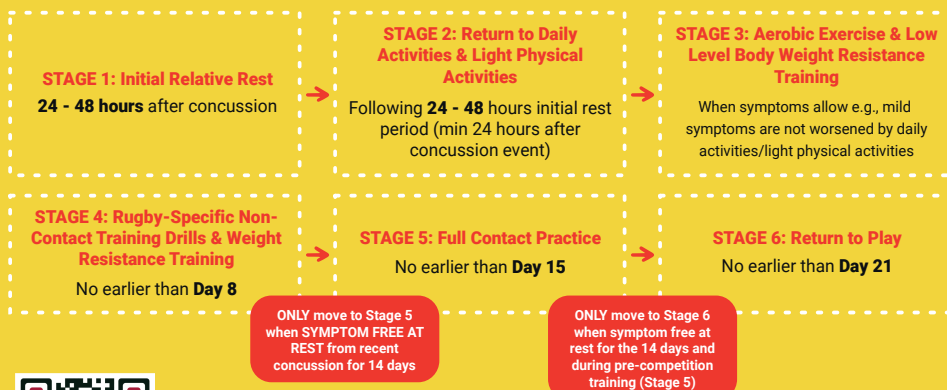 STAGE 1: Initial Relative Rest
24 - 48 hours after concussion
STAGE 2: Return to Daily
Activities & Light Physical
Activities
Following 24 - 48 hours initial rest
period (min 24 hours after
concussion event)
STAGE 3: Aerobic Exercise & Low
Level Body Weight Resistance
Training
When symptoms allow e.g., mild
symptoms are not worsened by daily
activities/light physical activities
STAGE 4: Rugby-Specific Non-
Contact Training Drills & Weight
Resistance Training
No earlier than Day 8
STAGE 5: Full Contact Practice
No earlier than Day 15
STAGE 6: Return to Play
No earlier than Day 21
ONLY move to Stage 5
when SYMPTOM FREE AT
REST from recent
concussion for 14 days
ONLY move to Stage 6
when symptom free at
rest for the 14 days and
during pre-competition
training (Stage 5)